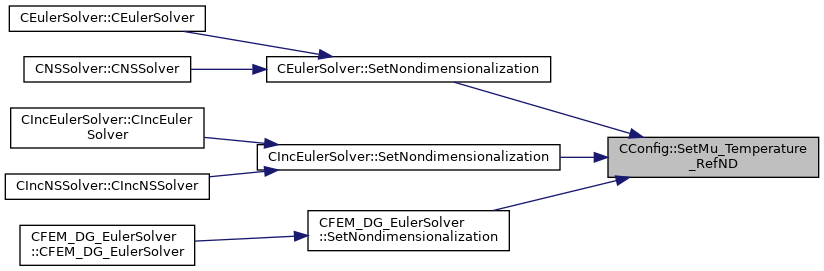 CEulerSolver::CEulerSolver
CNSSolver::CNSSolver
CEulerSolver::SetNondimensionalization
CIncEulerSolver::CIncEuler
Solver
CIncNSSolver::CIncNSSolver
CIncEulerSolver::SetNondimensionalization
CConfig::SetMu_Temperature
_RefND
CFEM_DG_EulerSolver
::SetNondimensionalization
CFEM_DG_EulerSolver
::CFEM_DG_EulerSolver